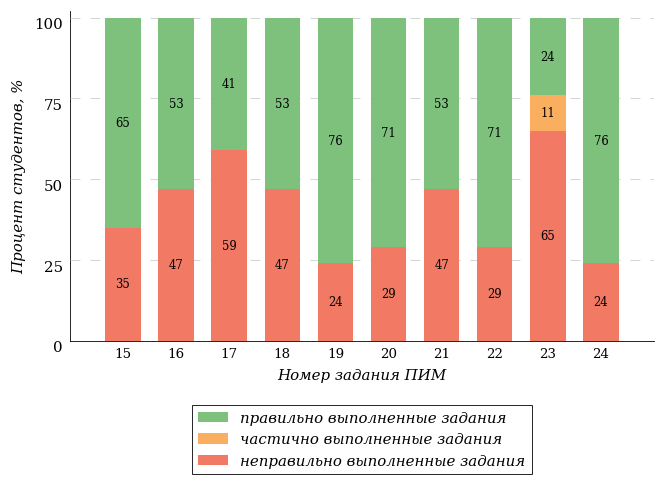 100
75
50
25
0
Процент студентов, %
65 53 41 53 76 71 53 71 24 76
11
35 47 59 47 24 29 47 29 65 24
15 16 17 18 19 20 21 22 23 24
Номер задания ПИМ
правильно выполненные задания
частично выполненные задания
неправильно выполненные задания